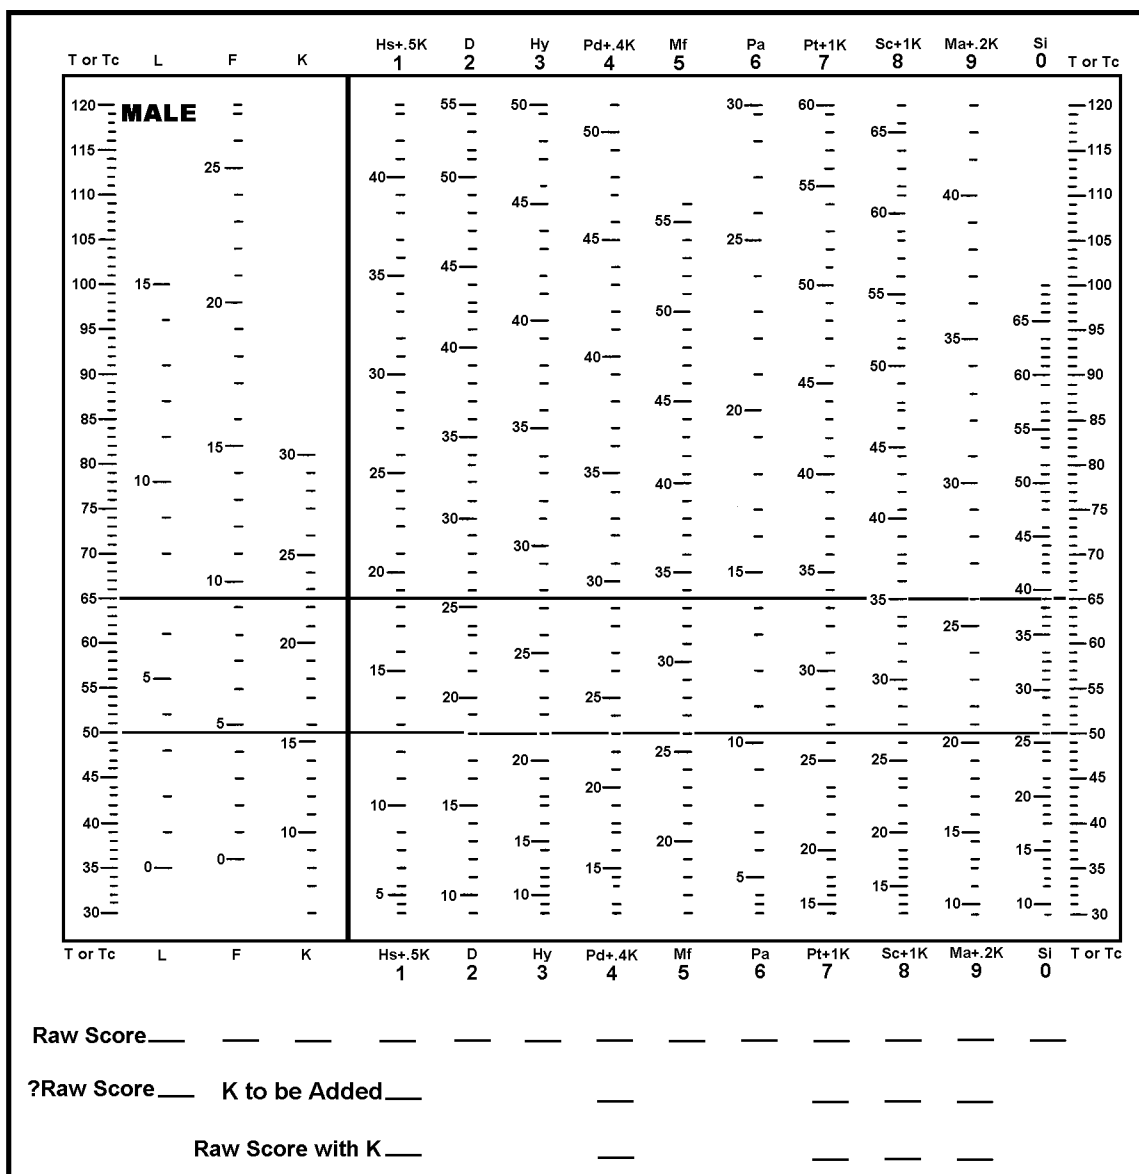 Hs+.5K D Hy Pd+.4K Mf Pa Pt+1K Sc+1K Ma+.2K Si
T or Tc L F K 1 2 3 4 5 6 7 8 9 0 T or Tc
120 MALE 55 50 30 60 120
50 65
115 115
25
40 50
55
110 40 110
45
60
55
105 45 25 105
45
35
100 15 50 100
55
20
50
40 65
95 95
35
40
40
50
90 30 60 90
45
45
20
85 85
35 55
35
15 45
30
80 80
25 35 40
10 40 30 50
75 75
30 40
45
30
70 25 70
20 35 15 35
10 30
40
65 35 65
25
25
35
60 20 60
25
30
15 30
5 30
55 30 55
20 25
5
50 50
15 10 20 25
25
20 25 25
45 45
20
20
10 15
40 40
10 20 15
15 20
20 15
0
35 0 15 35
5
15
5 10 10
15 10 10
30 30
T or Tc L F K Hs+.5K D Hy Pd+.4K Mf Pa Pt+1K Sc+1K Ma+.2K Si T or Tc
1 2 3 4 5 6 7 8 9 0
Raw Score
?Raw Score K to be Added
Raw Score with K